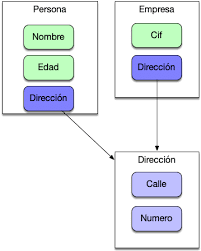 Persona
Nombre
Edad
Dirección
Empresa
Cif
Dirección
Dirección
Calle
Numero